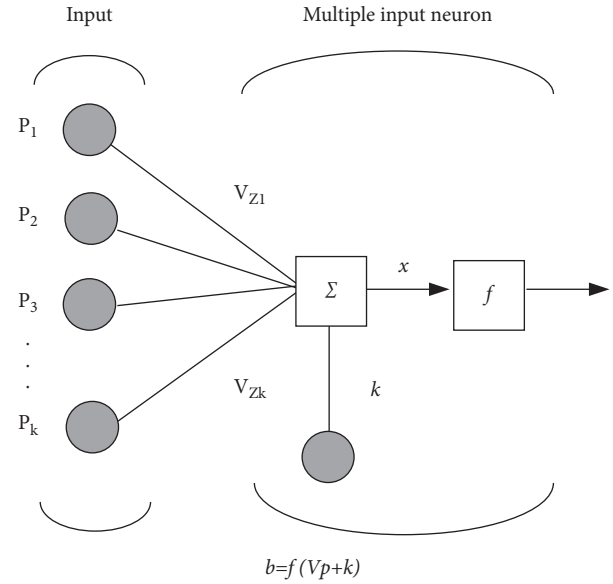 Input
Multiple input neuron
P1
P2
P3
.
.
.
Pk
VZ1
VZk
Σ
x
f
k
b=f (Vp+k)